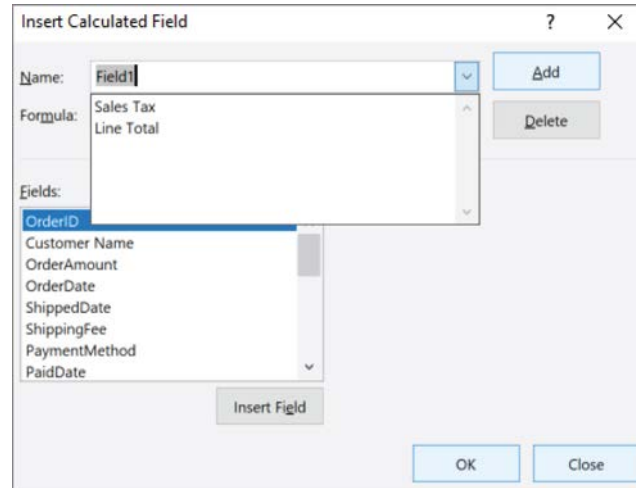 Insert Calculated Field ?
Name: Field1 Add
Formula: Sales Tax Delete
Line Total
Fields:
OrderID
Customer Name
OrderAmount
OrderDate
ShippedDate
ShippingFee
PaymentMethod
PaidDate
Insert Field
OK Close